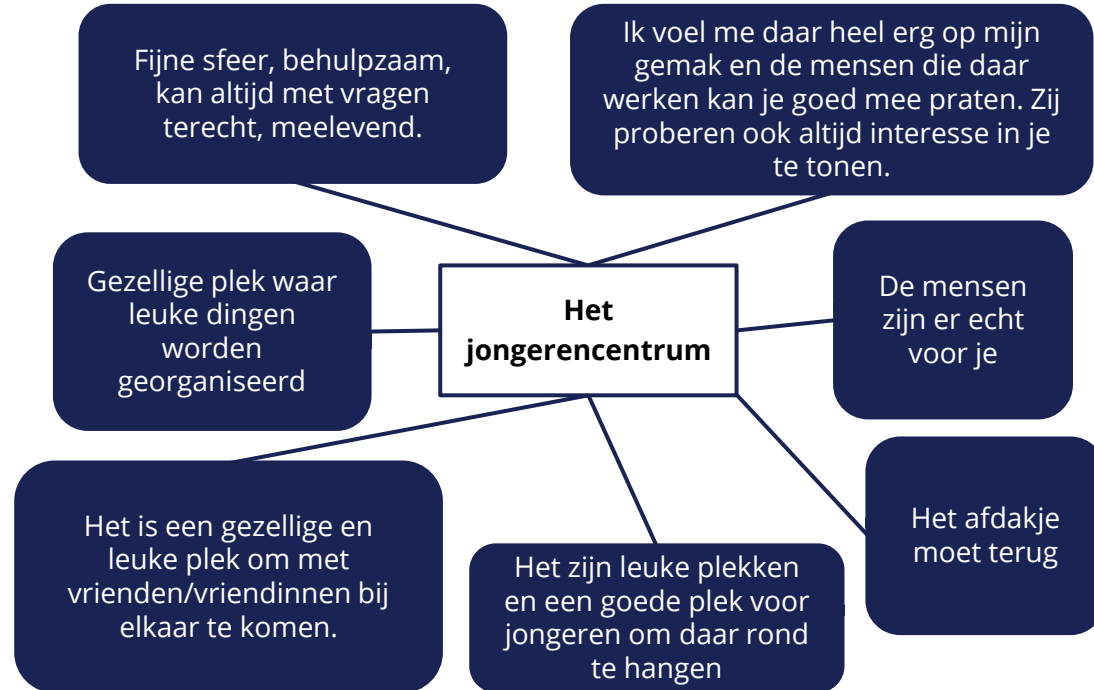 Fijne sfeer, behulpzaam,
kan altijd met vragen
terecht, meelevend.
Ik voel me daar heel erg op mijn
gemak en de mensen die daar
werken kan je goed mee praten. Zij
proberen ook altijd interesse in je
te tonen.
Gezellige plek waar
leuke dingen
worden
georganiseerd
Het
jongerencentrum
De mensen
zijn er echt
voor je
Het is een gezellige en
leuke plek om met
vrienden/vriendinnen bij
elkaar te komen.
Het zijn leuke plekken
en een goede plek voor
jongeren om daar rond
te hangen
Het afdakje
moet terug